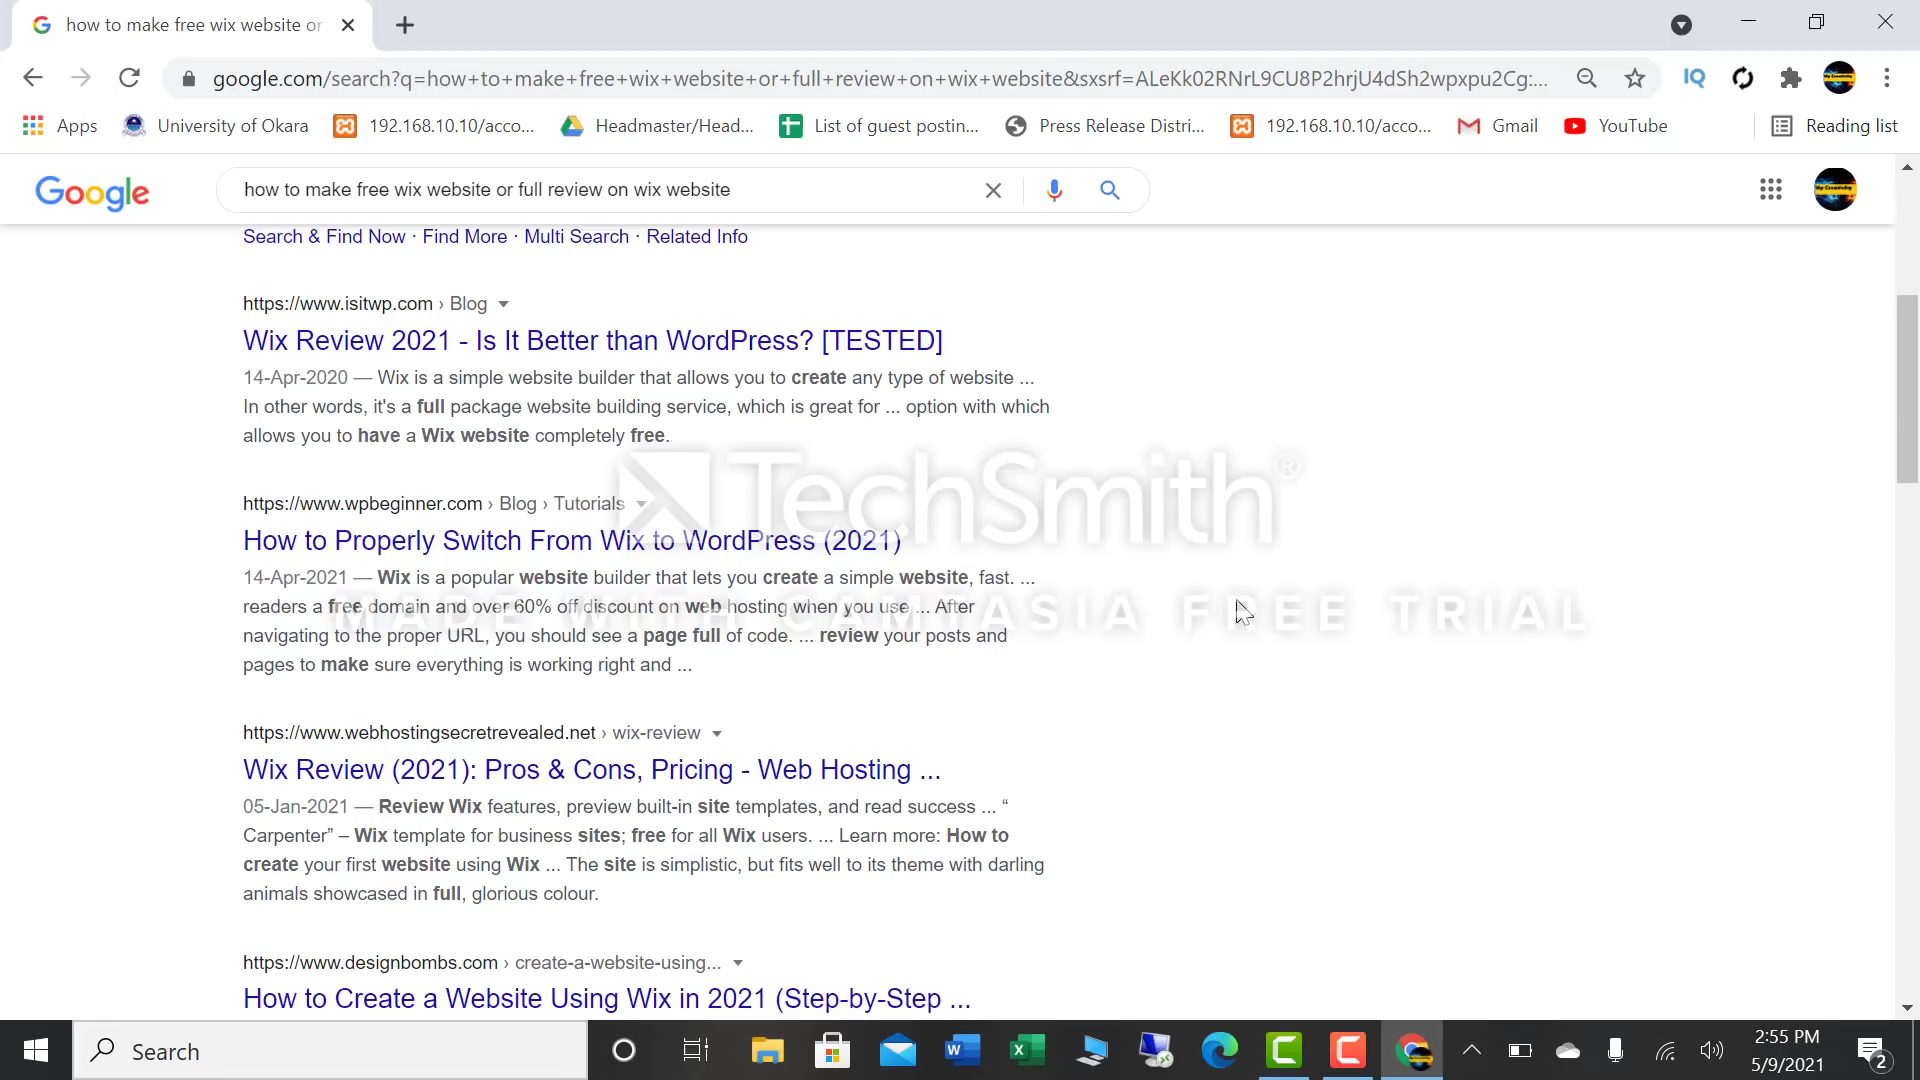 how to make free wix website or
google.com/search?q=how+to+make+free+wix+website+or+full+review+on+wix+website&sxsrf=ALeKk02RNrL9CU8P2hrjU4dSh2wpxpu2Cg:...
IQ
Apps
University of Okara
192.168.10.10/acco...
Headmaster/Head...
List of guest postin...
Press Release Distri...
192.168.10.10/acco...
Gmail
YouTube
Reading list
Google
how to make free wix website or full review on wix website
Search & Find Now · Find More · Multi Search · Related Info
https://www.isitwp.com › Blog
Wix Review 2021 - Is It Better than WordPress? [TESTED]
14-Apr-2020 — Wix is a simple website builder that allows you to create any type of website ...
In other words, it's a full package website building service, which is great for ... option with which
allows you to have a Wix website completely free.
TechSmith®
https://www.wpbeginner.com › Blog › Tutorials
How to Properly Switch From Wix to WordPress (2021)
14-Apr-2021 — Wix is a popular website builder that lets you create a simple website, fast. ...
readers a free domain and over 60% off discount on web hosting when you use ... After
MADE WITH CAMTASIA FREE TRIAL
navigating to the proper URL, you should see a page full of code. ... review your posts and
pages to make sure everything is working right and ...
https://www.webhostingsecretrevealed.net › wix-review
Wix Review (2021): Pros & Cons, Pricing - Web Hosting ...
05-Jan-2021 — Review Wix features, preview built-in site templates, and read success ... “
Carpenter” – Wix template for business sites; free for all Wix users. ... Learn more: How to
create your first website using Wix ... The site is simplistic, but fits well to its theme with darling
animals showcased in full, glorious colour.
https://www.designbombs.com › create-a-website-using...
How to Create a Website Using Wix in 2021 (Step-by-Step ...
Search
2:55 PM
5/9/2021
2